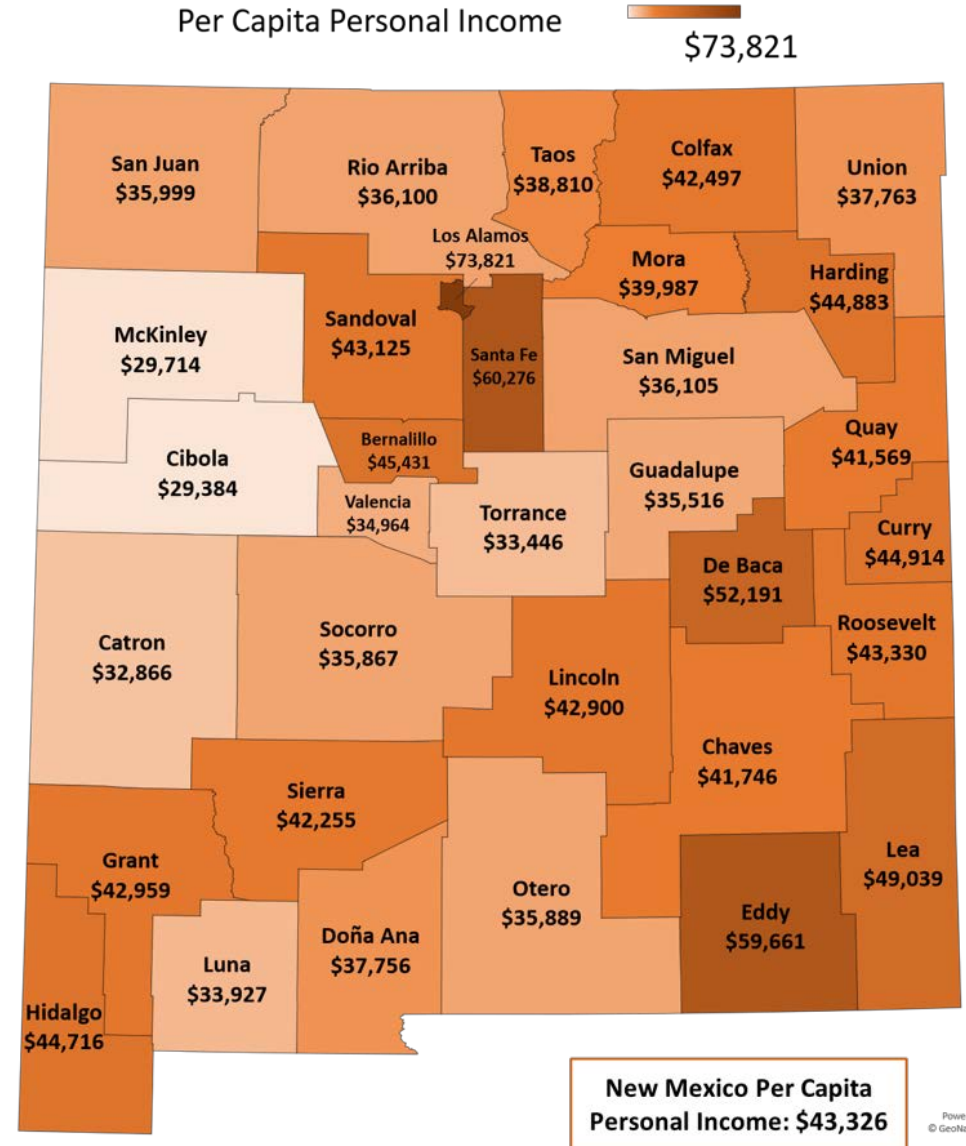 Per Capita Personal Income
$73,821
San Juan
$35,999
Rio Arriba
$36,100
Taos
$38,810
Colfax
$42,497
Union
$37,763
Los Alamos
$73,821
Mora
$39,987
Harding
$44,883
McKinley
$29,714
Sandoval
$43,125
Santa Fe
$60,276
San Miguel
$36,105
Quay
$41,569
Cibola
$29,384
Bernalillo
$45,431
Valencia
$34,964
Torrance
$33,446
Guadalupe
$35,516
Curry
$44,914
De Baca
$52,191
Catron
$32,866
Socorro
$35,867
Lincoln
$42,900
Roosevelt
$43,330
Chaves
$41,746
Sierra
$42,255
Grant
$42,959
Otero
$35,889
Lea
$49,039
Eddy
$59,661
Doña Ana
$37,756
Luna
$33,927
Hidalgo
$44,716
New Mexico Per Capita
Personal Income: $43,326
Powe
© GeoNa